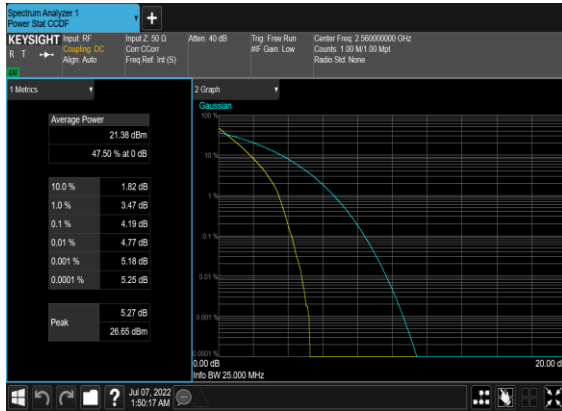 Spectrum Analyzer 1
Power Stat CCDF
+
KEYSIGHT
R T
Input: RF
Coupling: DC
Align: Auto
Input Z: 50 Ω
Corr CCorr
Freq Ref: Int (S)
Atten: 40 dB
Trig: Free Run
#IF Gain: Low
Center Freq: 2.560000000 GHz
Counts: 1.00 M/1.00 Mpt
Radio Std: None
1 Metrics
Average Power
21.38 dBm
47.50 % at 0 dB
10.0 % 1.82 dB
1.0 % 3.47 dB
0.1 % 4.19 dB
0.01 % 4.77 dB
0.001 % 5.18 dB
0.0001 % 5.25 dB
Peak
5.27 dB
26.65 dBm
2 Graph
Gaussian
100 %
10 %
1 %
0.1 %
0.01 %
0.001 %
0.0001 %
0.00 dB
20.00 d
Info BW 25.000 MHz
?
Jul 07, 2022
1:50:17 AM